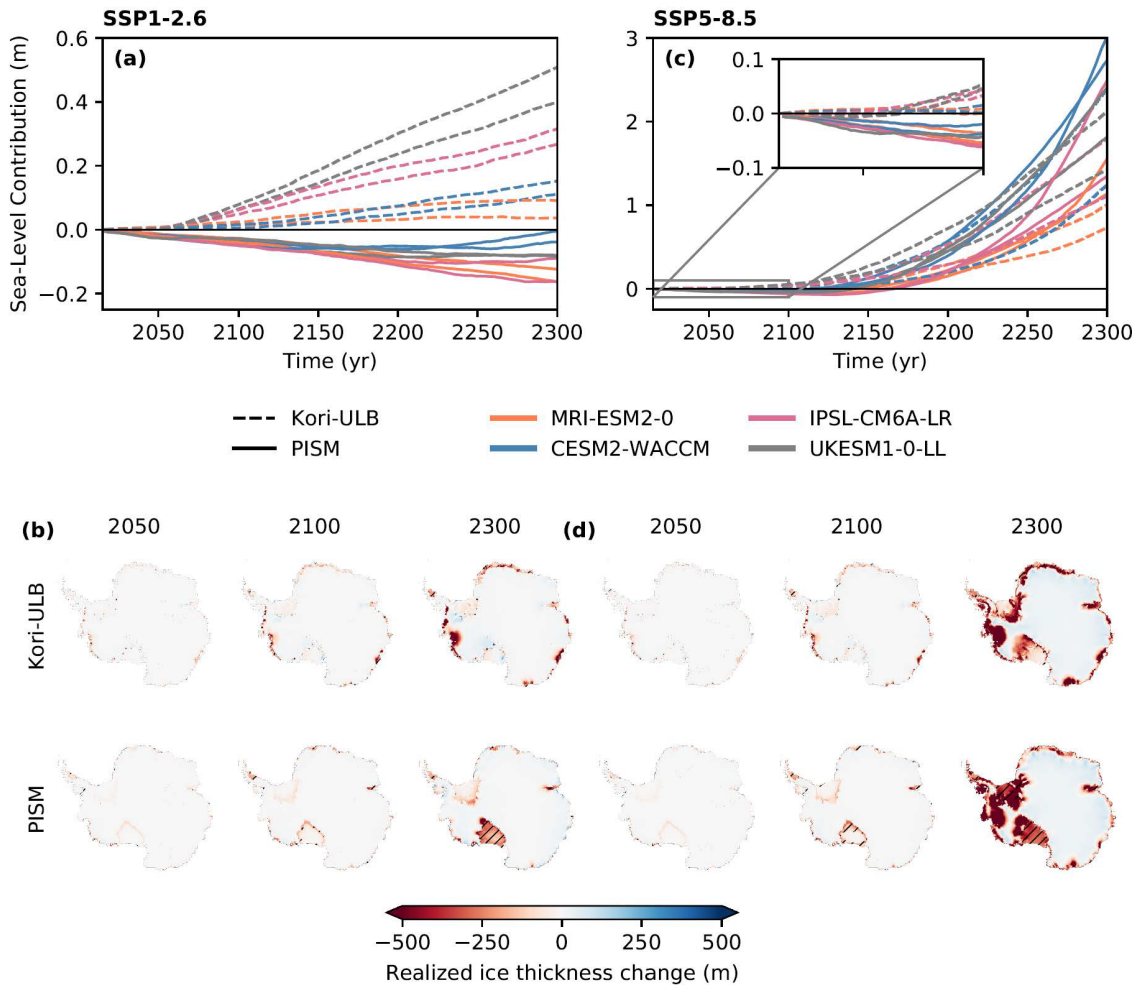 SSP1-2.6
SSP5-8.5
Sea-Level Contribution (m)
(a)
0.6
0.4
0.2
0.0
−0.2
2050 2100 2150 2200 2250 2300
Time (yr)
(c)
3
2
1
0
0.1
0.0
−0.1
2050 2100 2150 2200 2250 2300
Time (yr)
Kori-ULB MRI-ESM2-0 IPSL-CM6A-LR
PISM CESM2-WACCM UKESM1-0-LL
(b) 2050 2100 2300 (d) 2050 2100 2300
Kori-ULB
PISM
−500 −250 0 250 500
Realized ice thickness change (m)